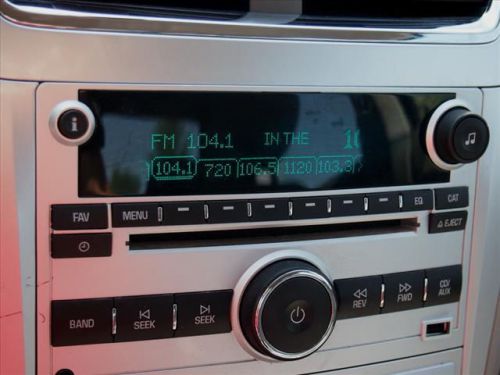 i
FM 104.1 IN THE
104.1 720 106.5 1120 103.3
FAV MENU EQ CAT
EJECT
BAND SEEK SEEK REV FWD CD/AUX